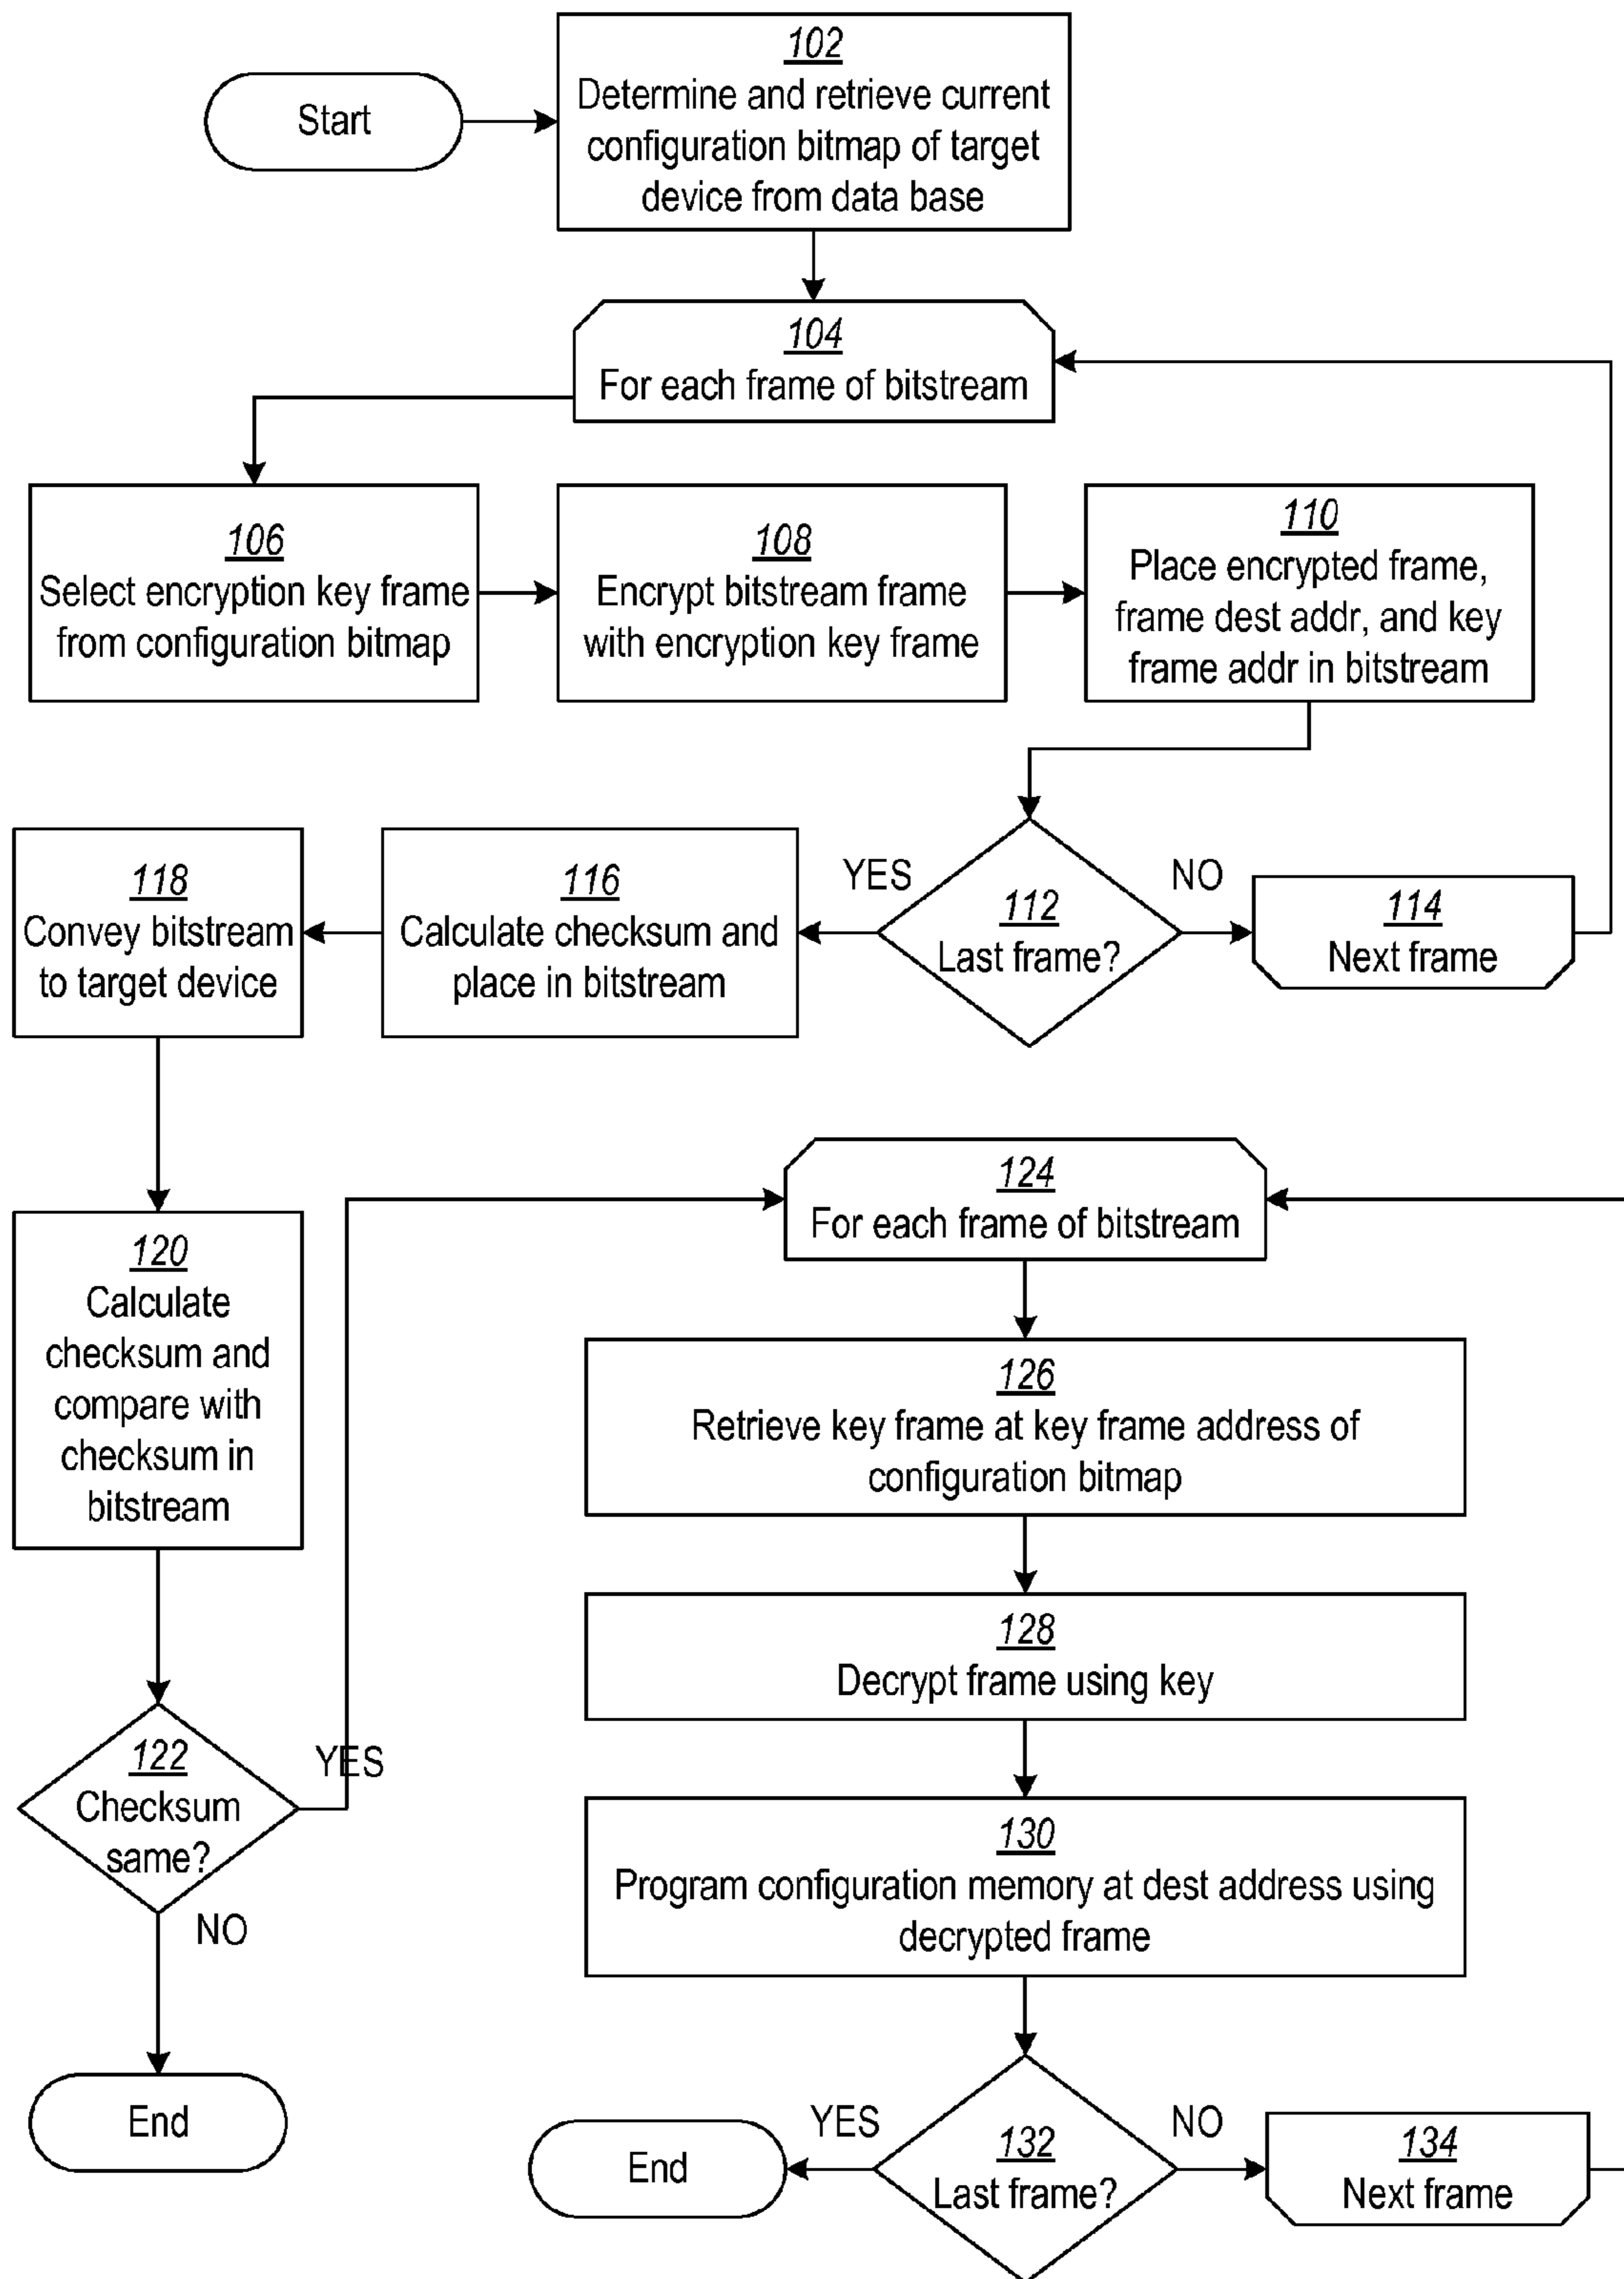 Start
102
Determine and retrieve current
configuration bitmap of target
device from data base
104
For each frame of bitstream
106
Select encryption key frame
from configuration bitmap
108
Encrypt bitstream frame
with encryption key frame
110
Place encrypted frame,
frame dest addr, and key
frame addr in bitstream
112
Last frame?
YES
NO
114
Next frame
116
Calculate checksum and
place in bitstream
118
Convey bitstream
to target device
120
Calculate
checksum and
compare with
checksum in
bitstream
122
Checksum
same?
YES
NO
End
124
For each frame of bitstream
126
Retrieve key frame at key frame address of
configuration bitmap
128
Decrypt frame using key
130
Program configuration memory at dest address using
decrypted frame
132
Last frame?
YES
NO
End
134
Next frame